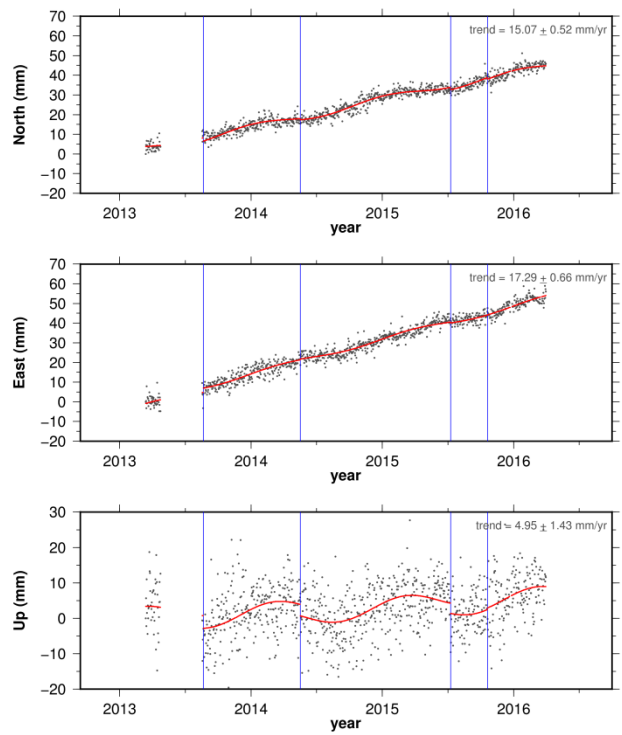 70
60
50
40
30
20
10
0
−10
−20
North (mm)
trend = 15.07 ± 0.52 mm/yr
2013 2014 2015 2016
year
70
60
50
40
30
20
10
0
−10
−20
East (mm)
trend = 17.29 ± 0.66 mm/yr
2013 2014 2015 2016
year
30
20
10
0
−10
−20
Up (mm)
trend = 4.95 ± 1.43 mm/yr
2013 2014 2015 2016
year